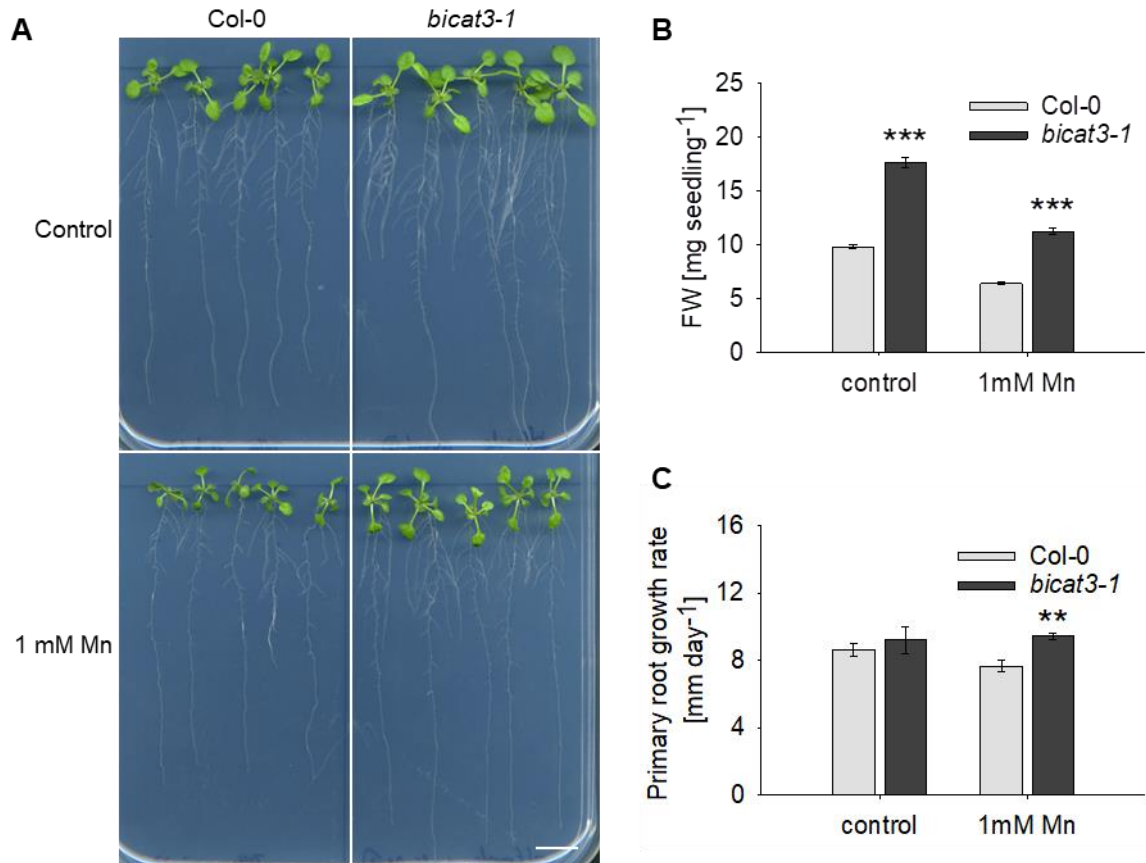 A
Col-0
bicat3-1
Control
1 mM Mn
B
FW [mg seedling⁻¹]
25
20
15
10
5
0
Col-0
bicat3-1
***
***
control
1mM Mn
C
Primary root growth rate
[mm day⁻¹]
16
12
8
4
0
Col-0
bicat3-1
**
control
1mM Mn